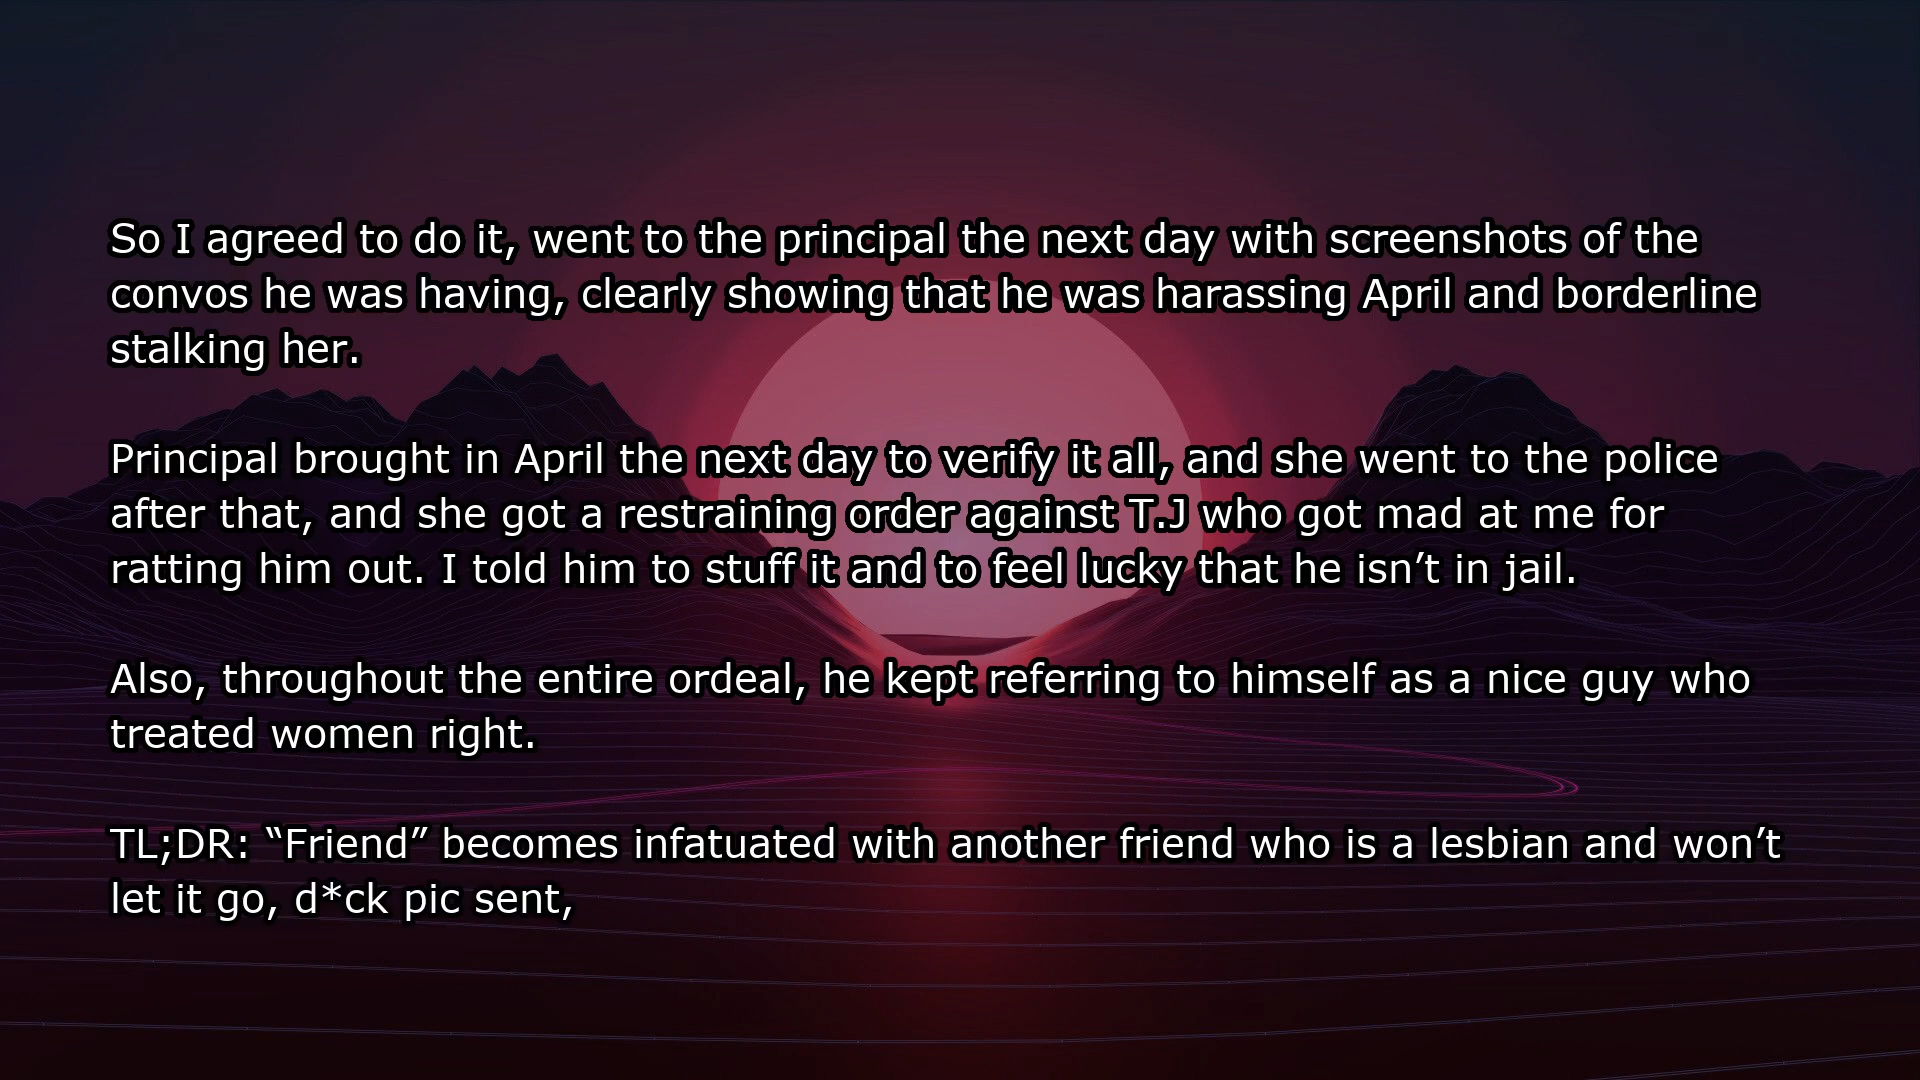 So I agreed to do it, went to the principal the next day with screenshots of the
convos he was having, clearly showing that he was harassing April and borderline
stalking her.
Principal brought in April the next day to verify it all, and she went to the police
after that, and she got a restraining order against T.J who got mad at me for
ratting him out. I told him to stuff it and to feel lucky that he isn’t in jail.
Also, throughout the entire ordeal, he kept referring to himself as a nice guy who
treated women right.
TL;DR: “Friend” becomes infatuated with another friend who is a lesbian and won’t
let it go, d*ck pic sent,